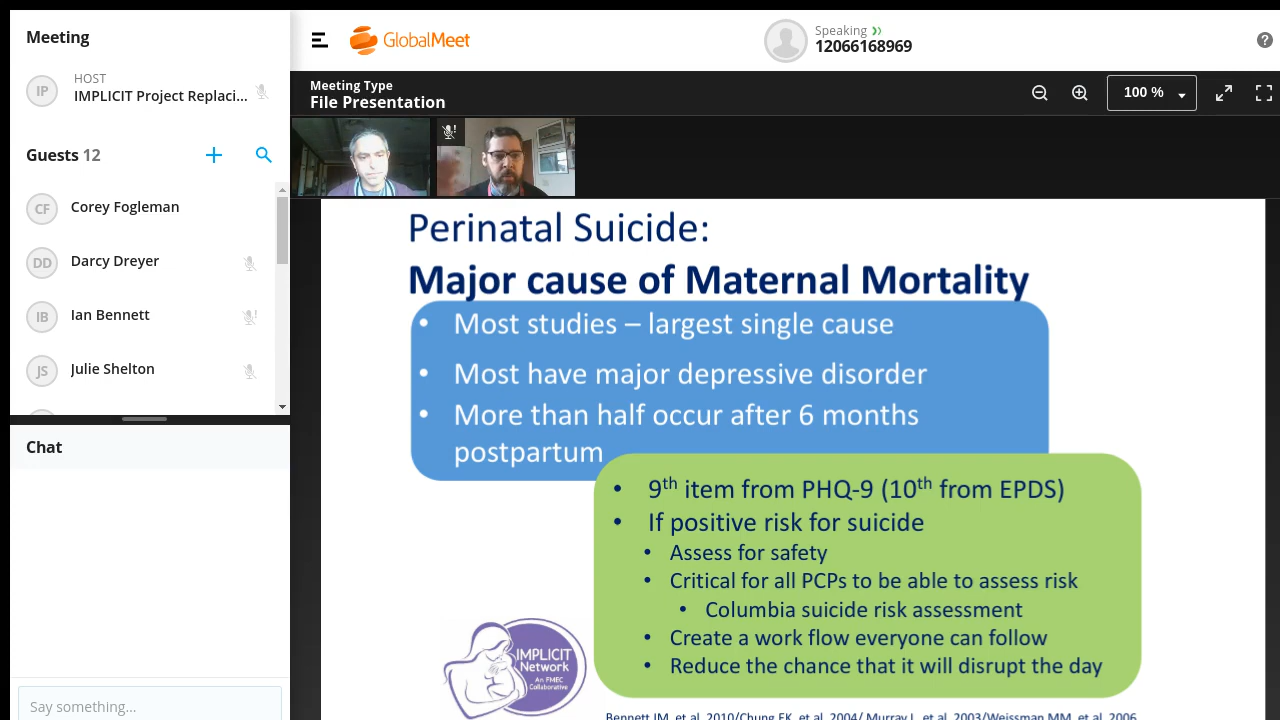 Meeting
IP
HOST
IMPLICIT Project Replaci...
Guests 12
CF
Corey Fogleman
DD
Darcy Dreyer
IB
Ian Bennett
JS
Julie Shelton
Chat
Say something...
GlobalMeet
Speaking
12066168969
?
Meeting Type
File Presentation
100 %
Perinatal Suicide:
Major cause of Maternal Mortality
• Most studies – largest single cause
• Most have major depressive disorder
• More than half occur after 6 months
postpartum
• 9th item from PHQ-9 (10th from EPDS)
• If positive risk for suicide
• Assess for safety
• Critical for all PCPs to be able to assess risk
• Columbia suicide risk assessment
• Create a work flow everyone can follow
• Reduce the chance that it will disrupt the day
IMPLICIT
Network
An FMEC
Collaborative
Bennett IM, et al. 2010/Chung EK, et al. 2004/ Murray L, et al. 2003/Weissman MM, et al. 2006